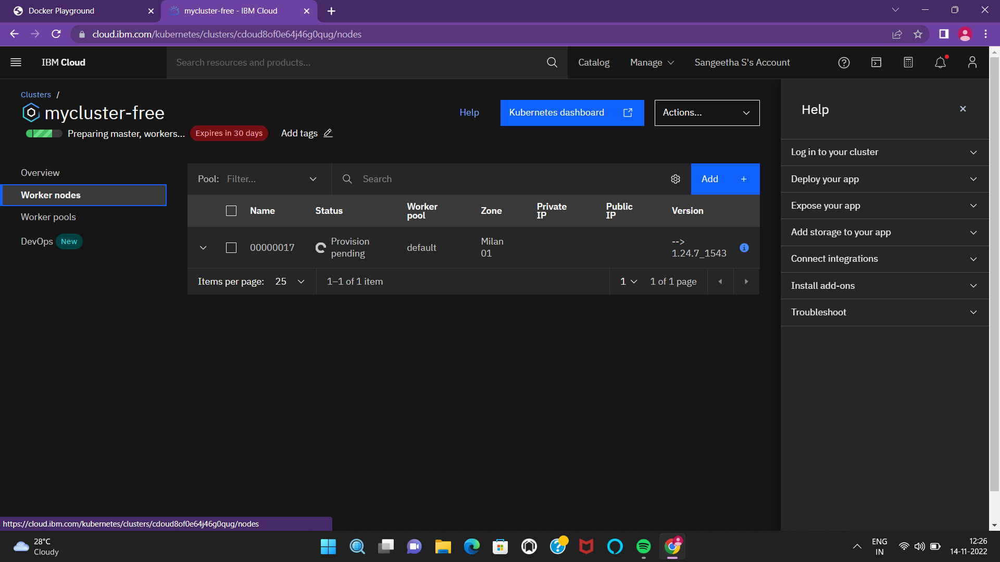 Docker Playground
mycluster-free - IBM Cloud
cloud.ibm.com/kubernetes/clusters/cdoud8of0e64j46g0qug/nodes
IBM Cloud
Search resources and products...
Catalog
Manage
Sangeetha S's Account
Clusters /
mycluster-free
Preparing master, workers...
Expires in 30 days
Add tags
Help
Kubernetes dashboard
Actions...
Overview
Worker nodes
Worker pools
DevOps New
Pool: Filter...
Search
Add +
Name
Status
Worker
pool
Zone
Private
IP
Public
IP
Version
00000017
Provision
pending
default
Milan
01
-->
1.24.7_1543
Items per page: 25
1–1 of 1 item
1
1 of 1 page
Help
Log in to your cluster
Deploy your app
Expose your app
Add storage to your app
Connect integrations
Install add-ons
Troubleshoot
https://cloud.ibm.com/kubernetes/clusters/cdoud8of0e64j46g0qug/nodes
28°C
Cloudy
ENG
IN
12:26
14-11-2022